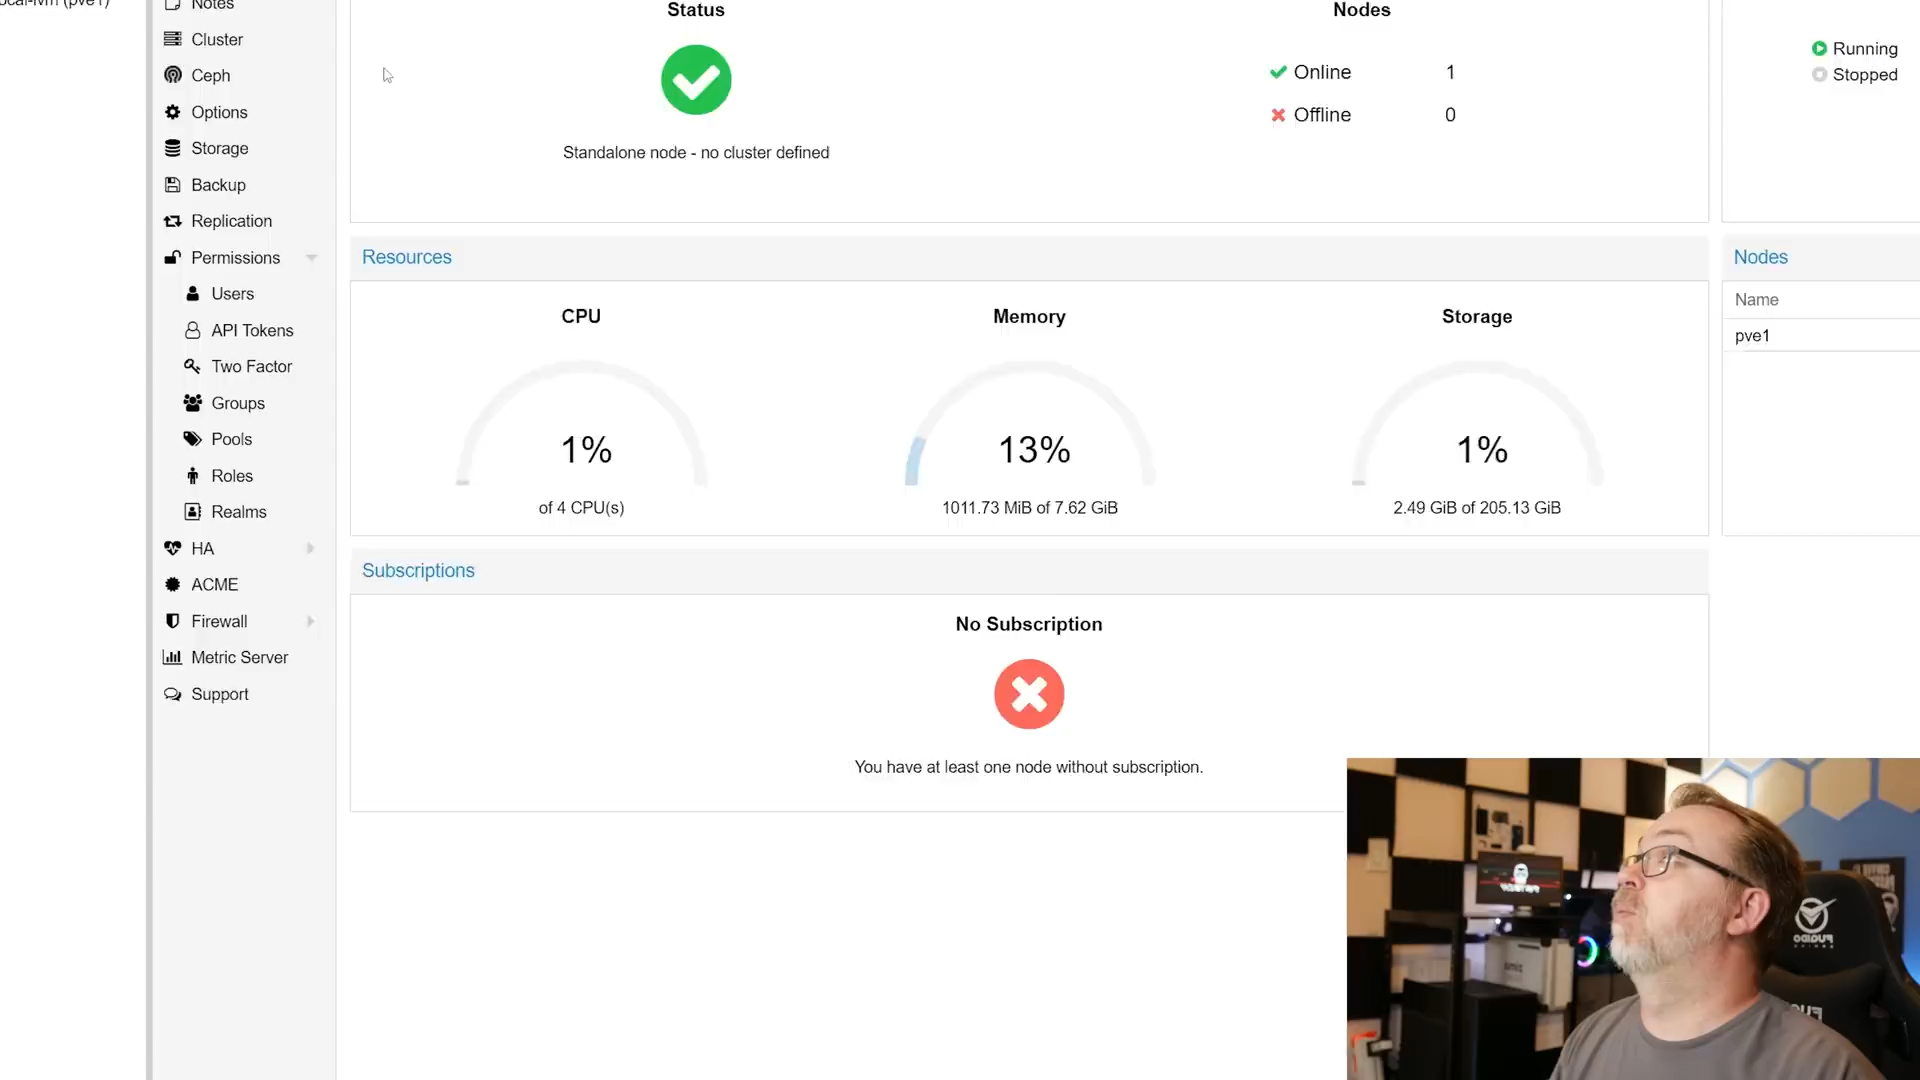 Notes
Cluster
Ceph
Options
Storage
Backup
Replication
Permissions
Users
API Tokens
Two Factor
Groups
Pools
Roles
Realms
HA
ACME
Firewall
Metric Server
Support
Status
Standalone node - no cluster defined
Nodes
Online 1
Offline 0
Running
Stopped
Resources
CPU
1%
of 4 CPU(s)
Memory
13%
1011.73 MiB of 7.62 GiB
Storage
1%
2.49 GiB of 205.13 GiB
Nodes
Name
pve1
Subscriptions
No Subscription
You have at least one node without subscription.